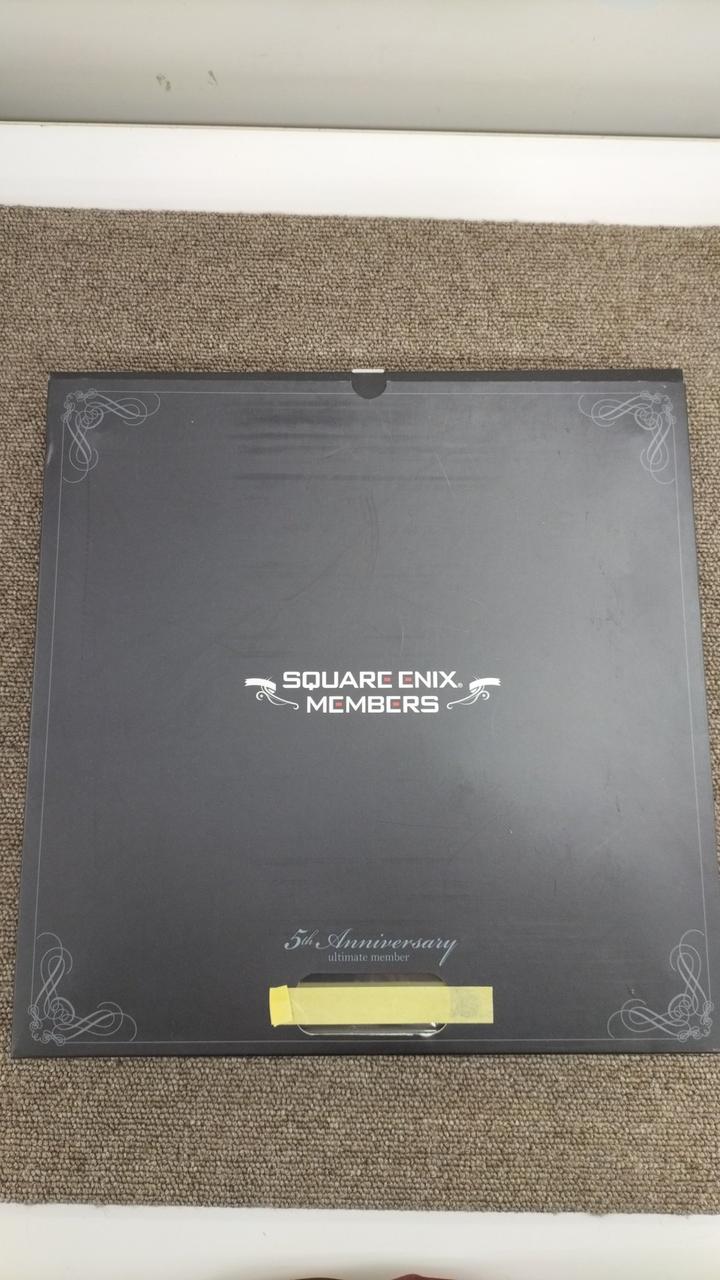 SQUARE ENIX®
MEMBERS
5th Anniversary
ultimate member